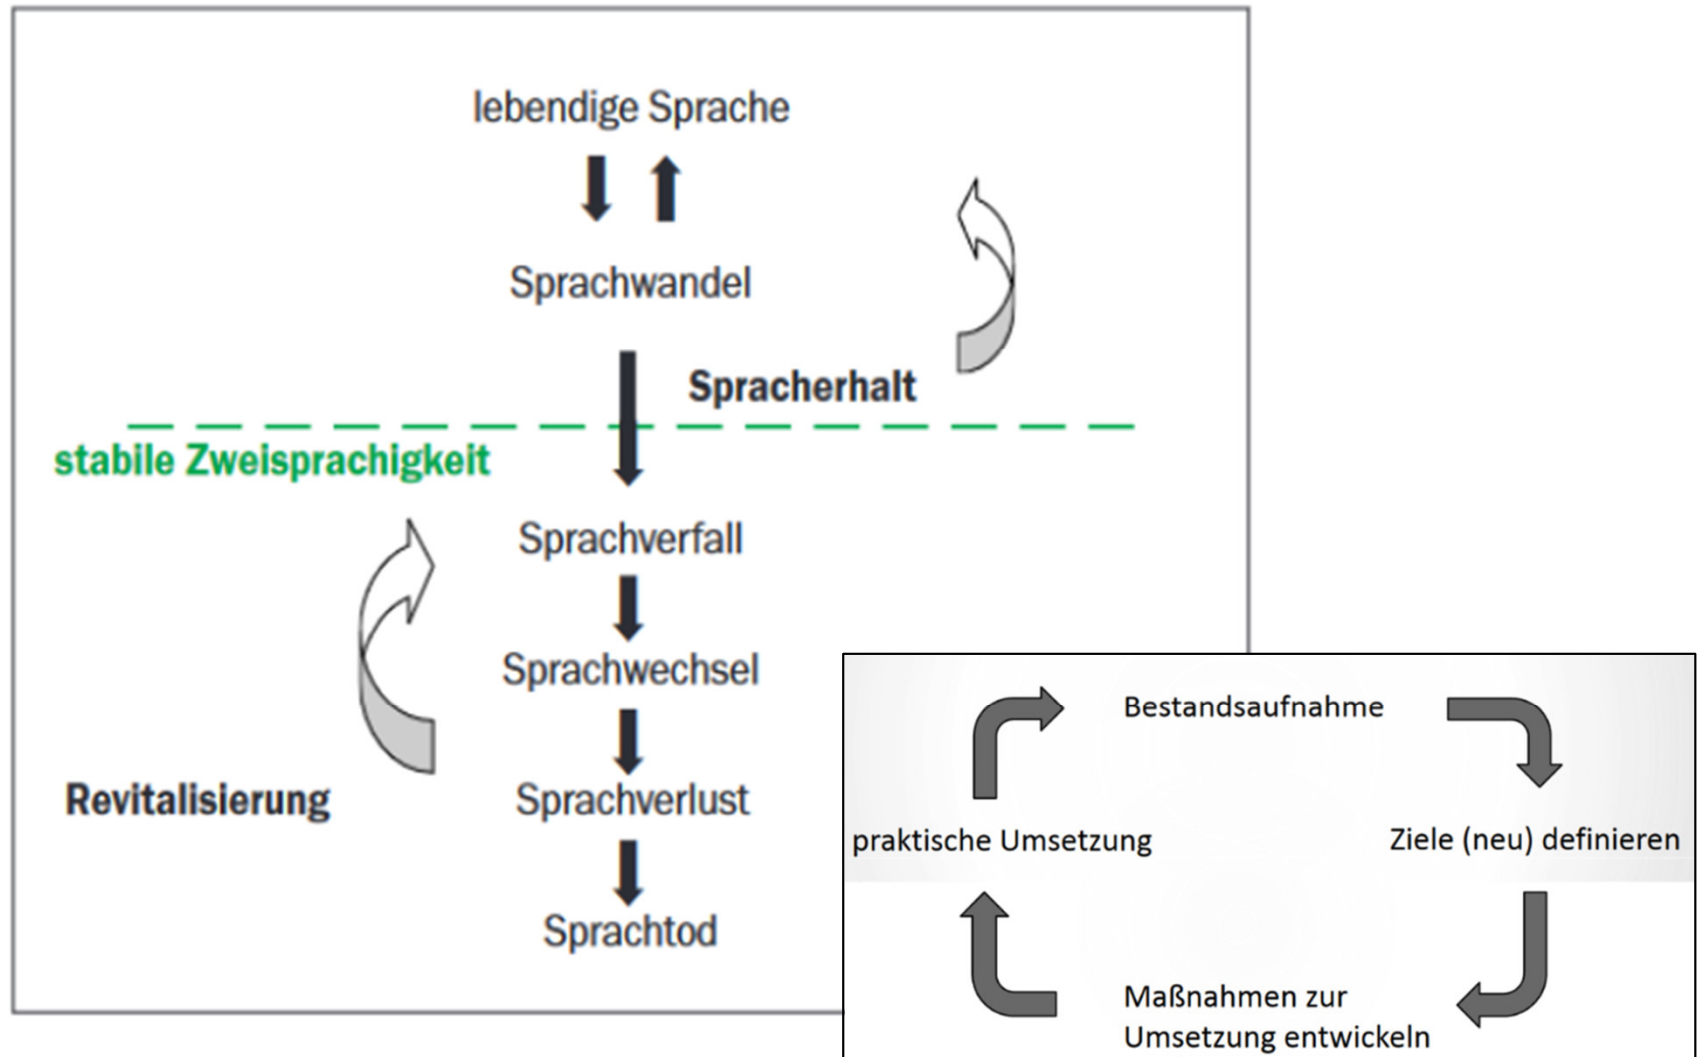 lebendige Sprache
Sprachwandel
Spracherhalt
stabile Zweisprachigkeit
Sprachverfall
Sprachwechsel
Revitalisierung
Sprachverlust
Sprachtod
Bestandsaufnahme
praktische Umsetzung
Ziele (neu) definieren
Maßnahmen zur
Umsetzung entwickeln